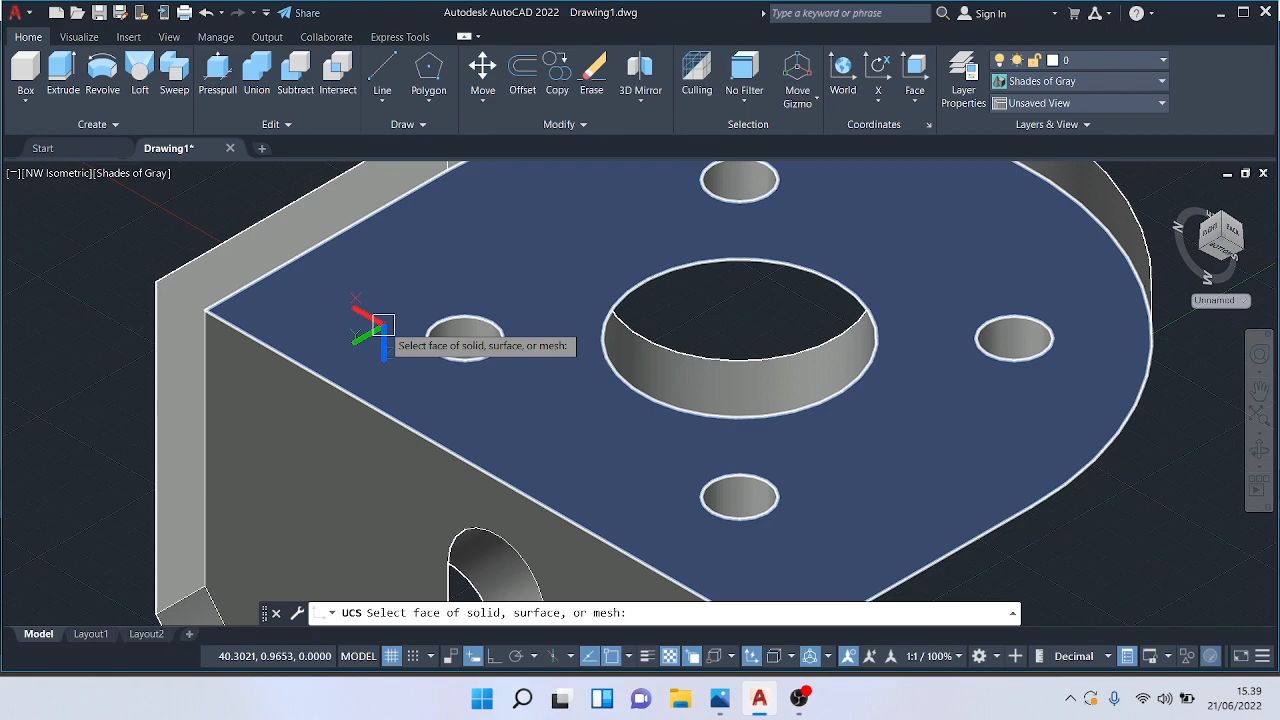 Share
Autodesk AutoCAD 2022 Drawing1.dwg
Type a keyword or phrase
Sign In
Home Visualize Insert View Manage Output Collaborate Express Tools
Box Extrude Revolve Loft Sweep
Presspull Union Subtract Intersect
Line Polygon
Move Offset Copy Erase 3D Mirror
Culling No Filter Move Gizmo
World X Face
Layer Properties
0
Shades of Gray
Unsaved View
Create Edit Draw Modify Selection Coordinates Layers & View
Start Drawing1*
[−][NW Isometric][Shades of Gray]
N
W
Unnamed
X
Y
Select face of solid, surface, or mesh:
UCS Select face of solid, surface, or mesh:
Model Layout1 Layout2
40.3021, 0.9653, 0.0000 MODEL
1:1 / 100%
Decimal
15.39
21/06/2022